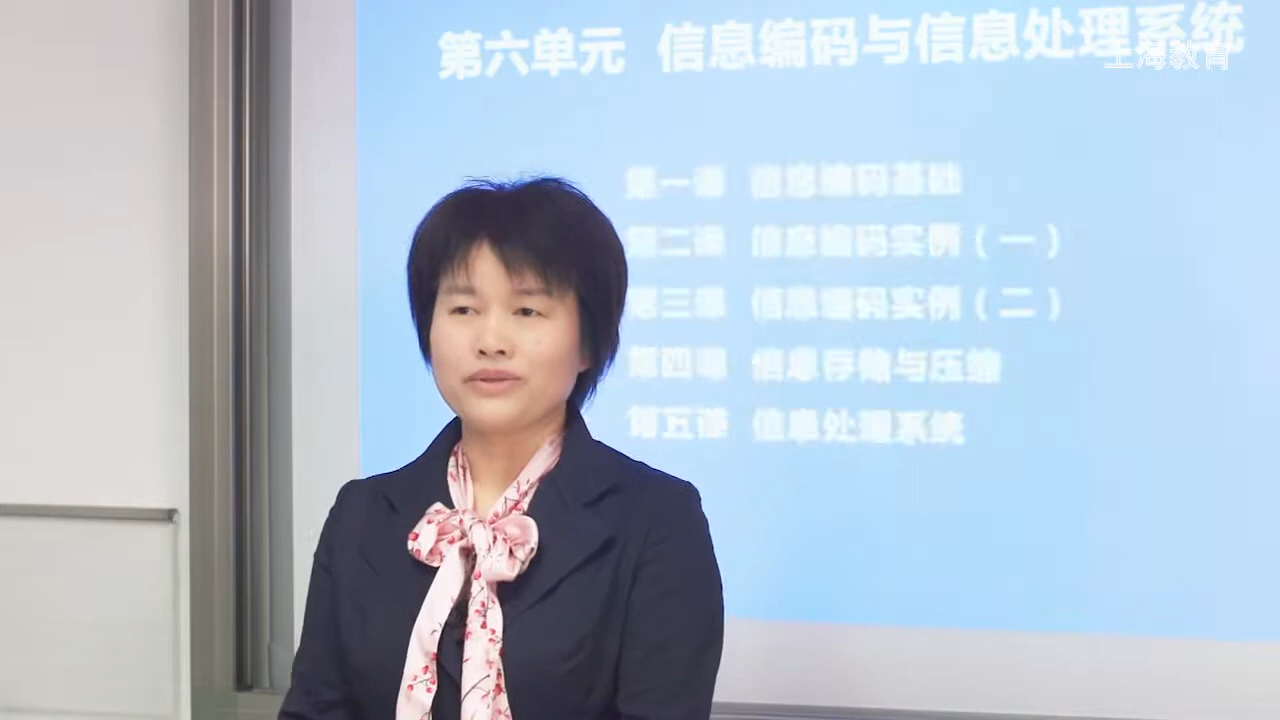 第六单元 信息编码与信息处理系统
上海教育
第一课 信息编码基础
第二课 信息编码实例（一）
第三课 信息编码实例（二）
第四课 信息存储与压缩
第五课 信息处理系统